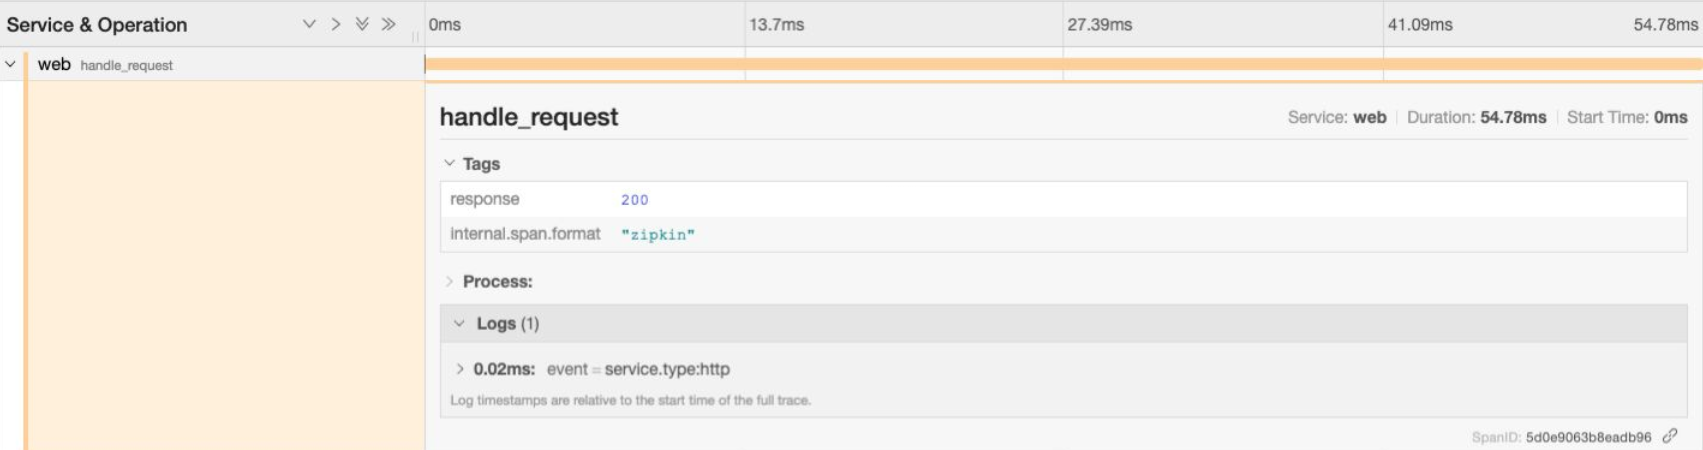 Service & Operation 0ms 13.7ms 27.39ms 41.09ms 54.78ms
web handle_request
handle_request Service: web Duration: 54.78ms Start Time: 0ms
Tags
response 200
internal.span.format "zipkin"
Process:
Logs (1)
0.02ms: event = service.type:http
Log timestamps are relative to the start time of the full trace.
SpanID: 5d0e9063b8eadb96